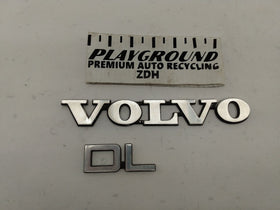 PLAYGROUND
PREMIUM AUTO RECYCLING
ZDH
VOLVO
DL